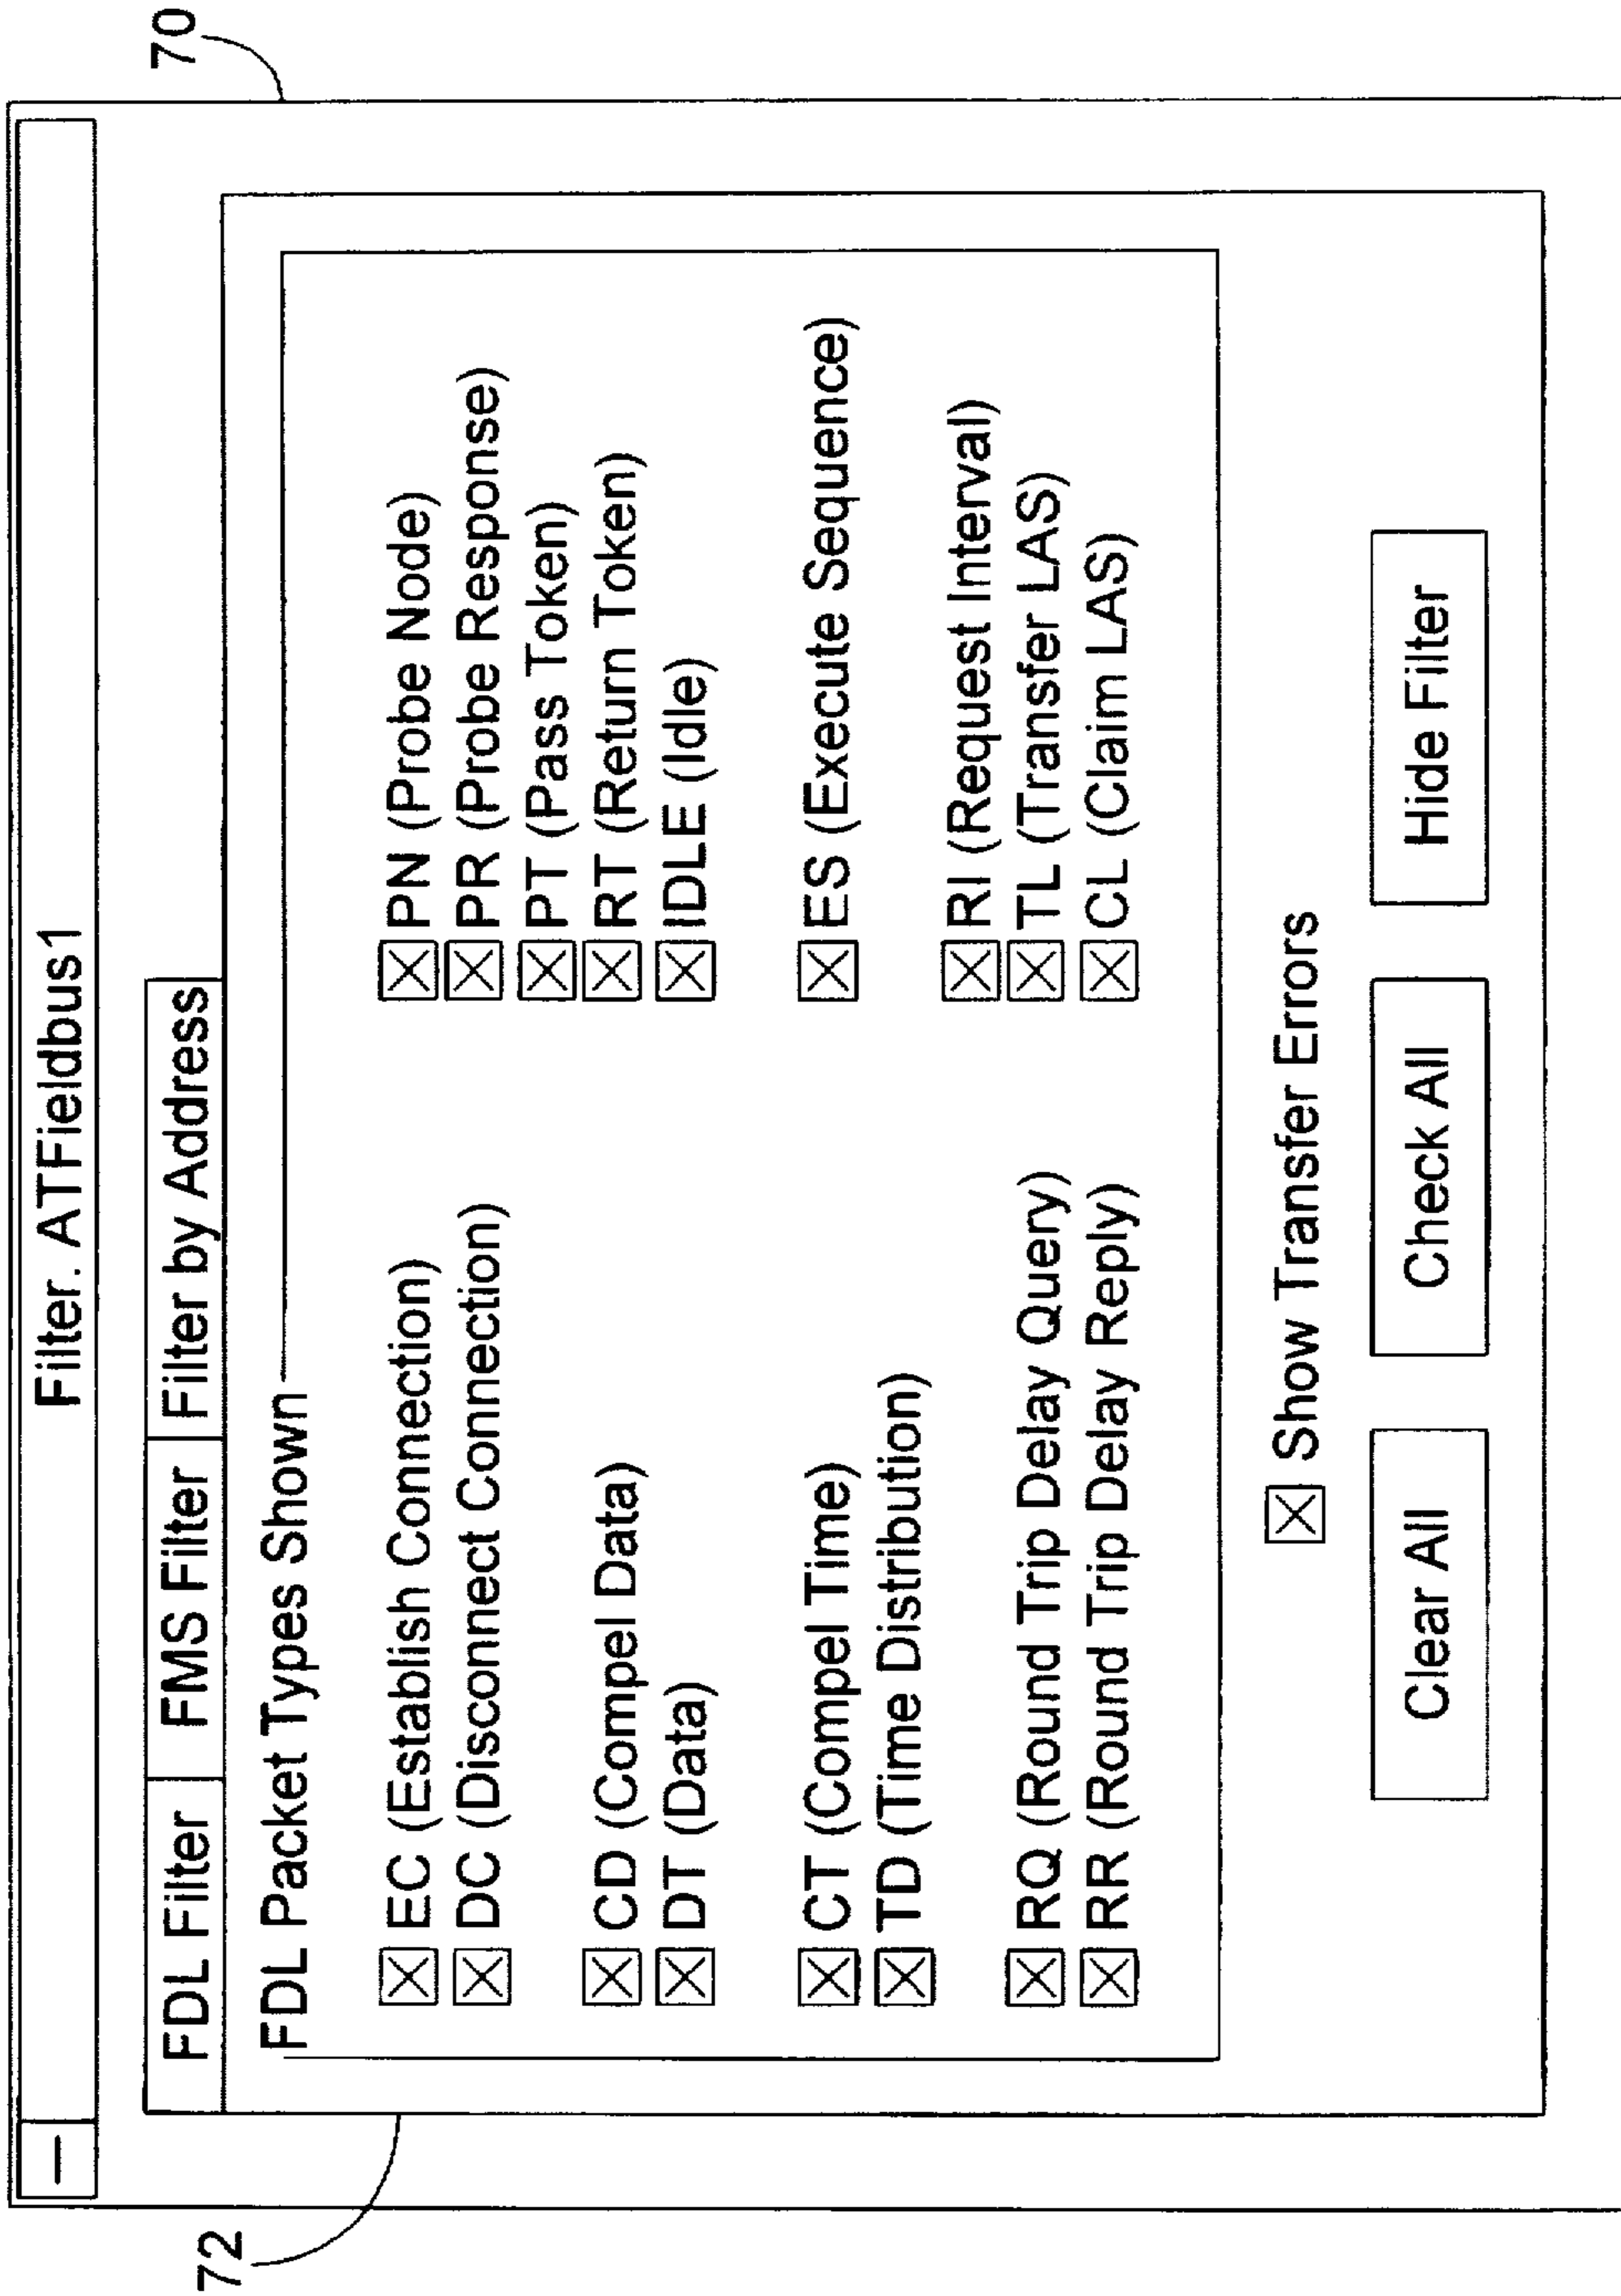 70
Filter. ATFieldbus1
FDL Filter
FMS Filter
Filter by Address
72
FDL Packet Types Shown
EC (Establish Connection)
DC (Disconnect Connection)
CD (Compel Data)
DT (Data)
CT (Compel Time)
TD (Time Distribution)
RQ (Round Trip Delay Query)
RR (Round Trip Delay Reply)
PN (Probe Node)
PR (Probe Response)
PT (Pass Token)
RT (Return Token)
IDLE (Idle)
ES (Execute Sequence)
RI (Request Interval)
TL (Transfer LAS)
CL (Claim LAS)
Show Transfer Errors
Clear All
Check All
Hide Filter